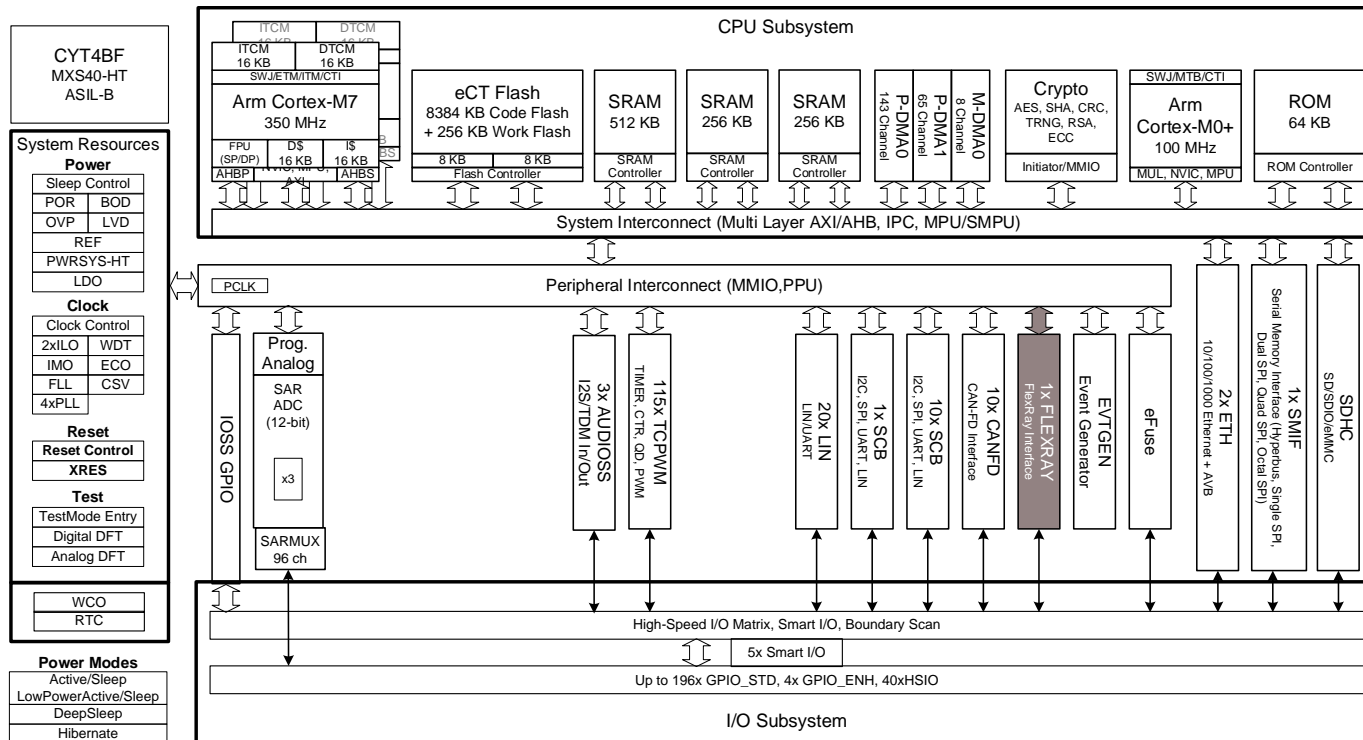 CYT4BF
MXS40-HT
ASIL-B
System Resources
Power
Sleep Control
POR BOD
OVP LVD
REF
PWRSYS-HT
LDO
Clock
Clock Control
2xILO WDT
IMO ECO
FLL CSV
4xPLL
Reset
Reset Control
XRES
Test
TestMode Entry
Digital DFT
Analog DFT
WCO
RTC
Power Modes
Active/Sleep
LowPowerActive/Sleep
DeepSleep
Hibernate
CPU Subsystem
ITCM DTCM
16 KB 16 KB
ITCM DTCM
16 KB 16 KB
SWJ/ETM/ITM/CTI
Arm Cortex-M7
350 MHz
FPU
(SP/DP)
D$
16 KB
I$
16 KB
AHBP
NVIC, MPU,
AXI
AHBS
eCT Flash
8384 KB Code Flash
+ 256 KB Work Flash
8 KB 8 KB
Flash Controller
SRAM
512 KB
SRAM
Controller
SRAM
256 KB
SRAM
Controller
SRAM
256 KB
SRAM
Controller
P-DMA0
143 Channel
P-DMA1
65 Channel
M-DMA0
8 Channel
Crypto
AES, SHA, CRC,
TRNG, RSA,
ECC
Initiator/MMIO
SWJ/MTB/CTI
Arm
Cortex-M0+
100 MHz
MUL, NVIC, MPU
ROM
64 KB
ROM Controller
System Interconnect (Multi Layer AXI/AHB, IPC, MPU/SMPU)
PCLK
Peripheral Interconnect (MMIO,PPU)
IOSS GPIO
Prog.
Analog
SAR
ADC
(12-bit)
x3
SARMUX
96 ch
3x AUDIOSS
I2S/TDM In/Out
115x TCPWM
TIMER, CTR, QD, PWM
20x LIN
LIN/UART
1x SCB
I2C, SPI, UART, LIN
10x SCB
I2C, SPI, UART, LIN
10x CANFD
CAN-FD Interface
1x FLEXRAY
FlexRay Interface
EVTGEN
Event Generator
eFuse
2x ETH
10/100/1000 Ethernet + AVB
1x SMIF
Serial Memory Interface (Hyperbus, Single SPI,
Dual SPI, Quad SPI, Octal SPI)
SDHC
SD/SDIO/eMMC
High-Speed I/O Matrix, Smart I/O, Boundary Scan
5x Smart I/O
Up to 196x GPIO_STD, 4x GPIO_ENH, 40xHSIO
I/O Subsystem